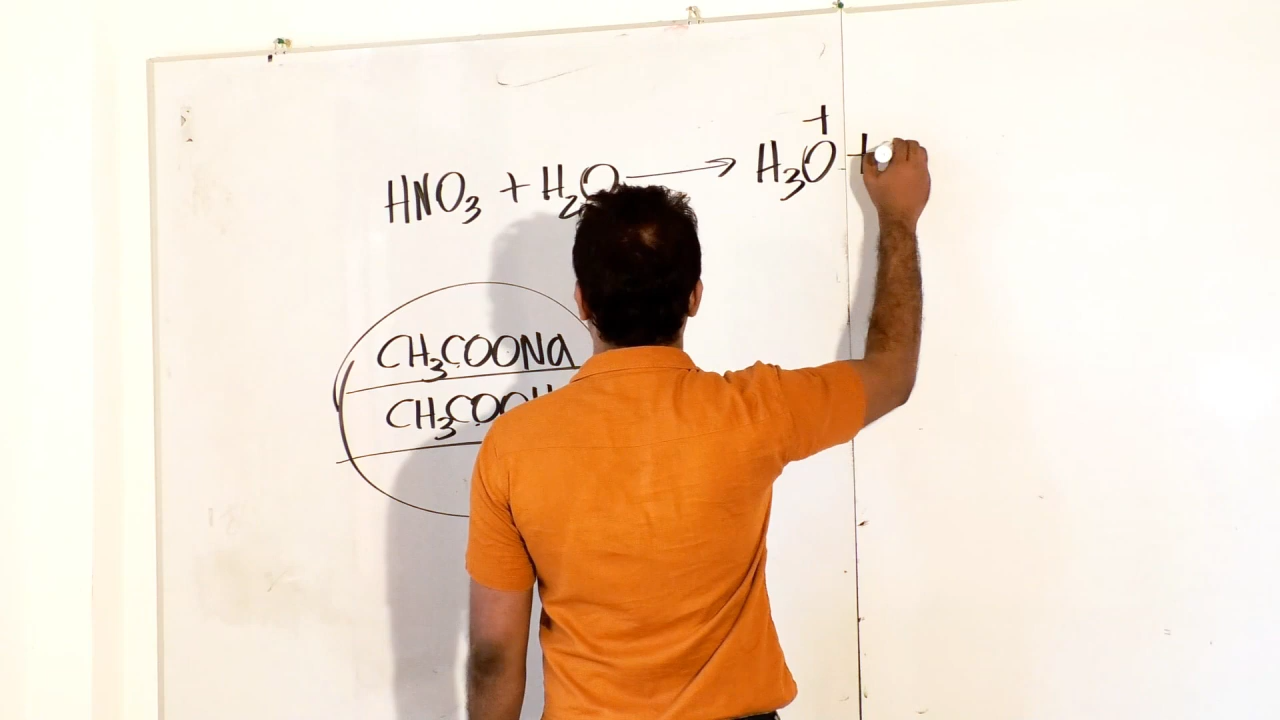 HNO₃ + H₂O ⟶ H₃O⁺ +
CH₃COONa
CH₃COOH